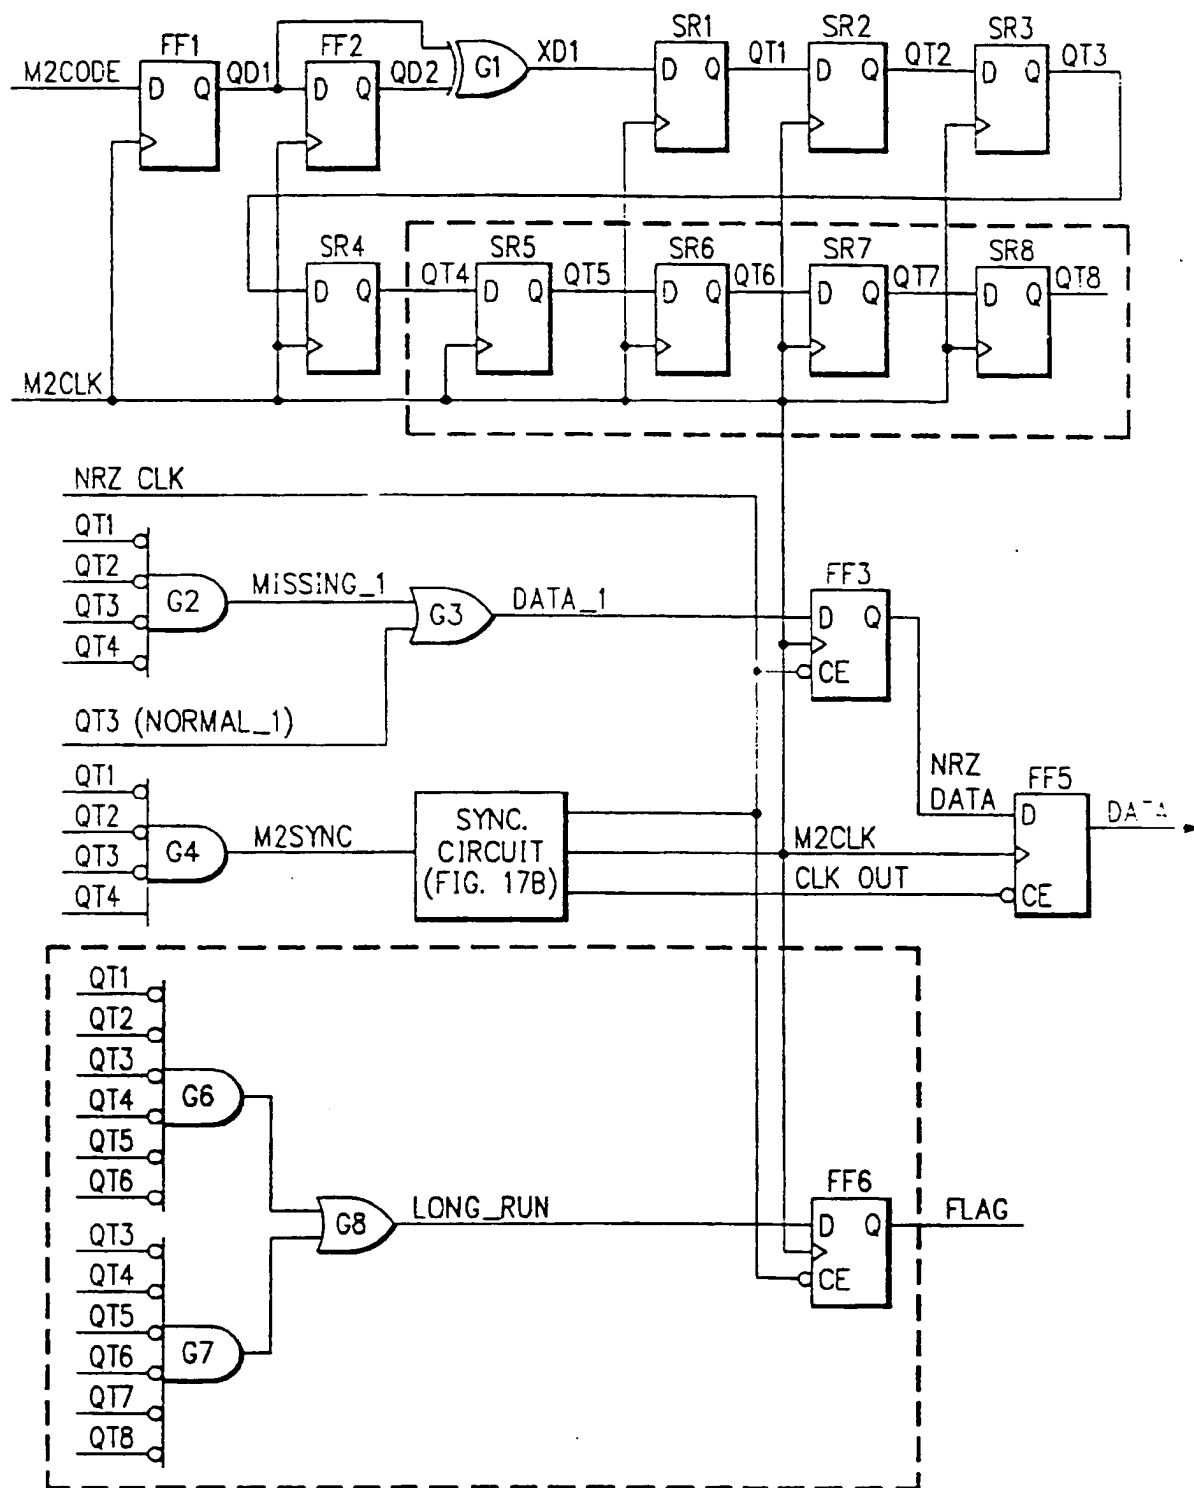 FF1
FF2
SR1
SR2
SR3
M2CODE
D Q
QD1
D Q
QD2
G1
XD1
D Q
QT1
D Q
QT2
D Q
QT3
SR4
SR5
SR6
SR7
SR8
D Q
QT4
D Q
QT5
D Q
QT6
D Q
QT7
D Q
QT8
M2CLK
NRZ CLK
QT1
QT2
QT3
QT4
G2
MISSING_1
G3
DATA_1
FF3
D Q
CE
QT3 (NORMAL_1)
QT1
QT2
QT3
QT4
G4
M2SYNC
SYNC.
CIRCUIT
(FIG. 17B)
M2CLK
CLK OUT
NRZ
DATA
FF5
D
CE
DATA
QT1
QT2
QT3
QT4
QT5
QT6
G6
QT3
QT4
QT5
QT6
QT7
QT8
G7
G8
LONG_RUN
FF6
D Q
CE
FLAG